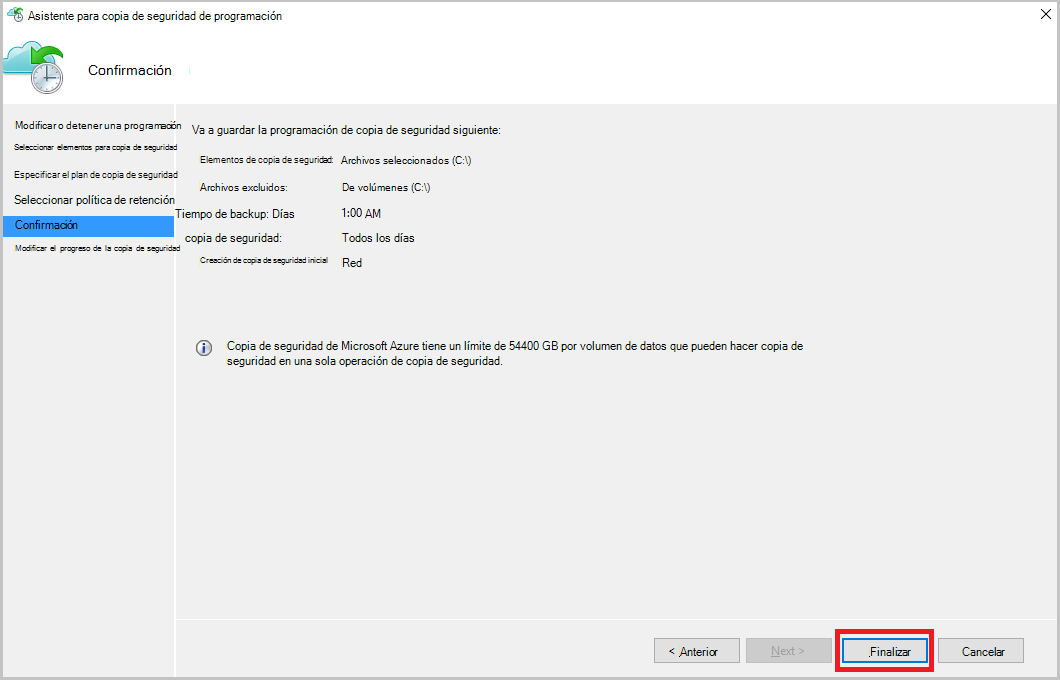 Asistente para copia de seguridad de programación
Confirmación
Modificar o detener una programación
Seleccionar elementos para copia de seguridad
Especificar el plan de copia de seguridad
Seleccionar política de retención
Confirmación
Modificar el progreso de la copia de seguridad
Va a guardar la programación de copia de seguridad siguiente:
Elementos de copia de seguridad: Archivos seleccionados (C:\)
Archivos excluidos: De volúmenes (C:\)
Tiempo de backup: Días 1:00 AM
copia de seguridad: Todos los días
Creación de copia de seguridad inicial Red
Copia de seguridad de Microsoft Azure tiene un límite de 54400 GB por volumen de datos que pueden hacer copia de
seguridad en una sola operación de copia de seguridad.
< Anterior Next > Finalizar Cancelar